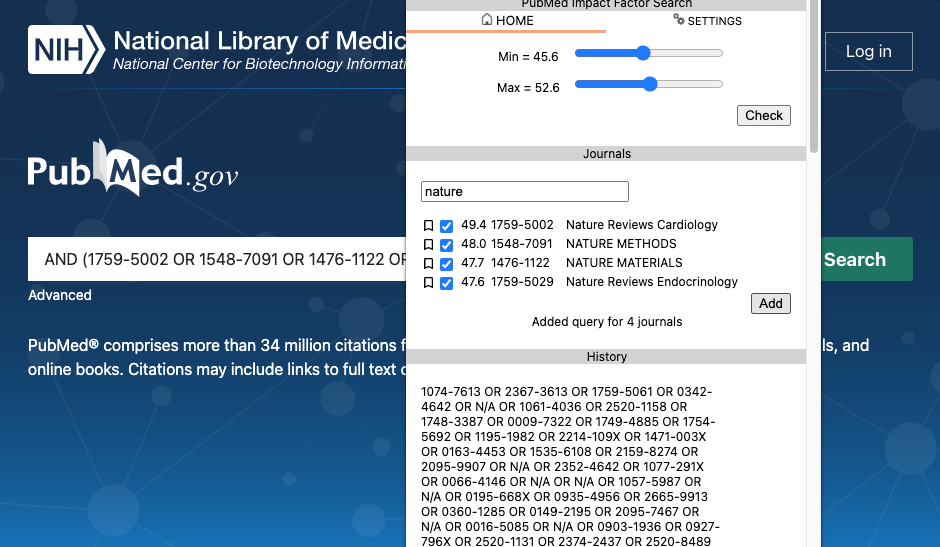 PubMed Impact Factor Search
HOME
SETTINGS
Min = 45.6
Max = 52.6
Check
Journals
nature
49.4 1759-5002 Nature Reviews Cardiology
48.0 1548-7091 NATURE METHODS
47.7 1476-1122 NATURE MATERIALS
47.6 1759-5029 Nature Reviews Endocrinology
Add
Added query for 4 journals
History
1074-7613 OR 2367-3613 OR 1759-5061 OR 0342-
4642 OR N/A OR 1061-4036 OR 2520-1158 OR
1748-3387 OR 0009-7322 OR 1749-4885 OR 1754-
5692 OR 1195-1982 OR 2214-109X OR 1471-003X
OR 0163-4453 OR 1535-6108 OR 2159-8274 OR
2095-9907 OR N/A OR 2352-4642 OR 1077-291X
OR 0066-4146 OR N/A OR N/A OR 1057-5987 OR
N/A OR 0195-668X OR 0935-4956 OR 2665-9913
OR 0360-1285 OR 0149-2195 OR 2095-7467 OR
N/A OR 0016-5085 OR N/A OR 0903-1936 OR 0927-
796X OR 2520-1131 OR 2374-2437 OR 2520-8489
NIH National Library of Medic
National Center for Biotechnology Informati
Log in
PubMed.gov
AND (1759-5002 OR 1548-7091 OR 1476-1122 OR
Search
Advanced
PubMed® comprises more than 34 million citations f
ls, and
online books. Citations may include links to full text c